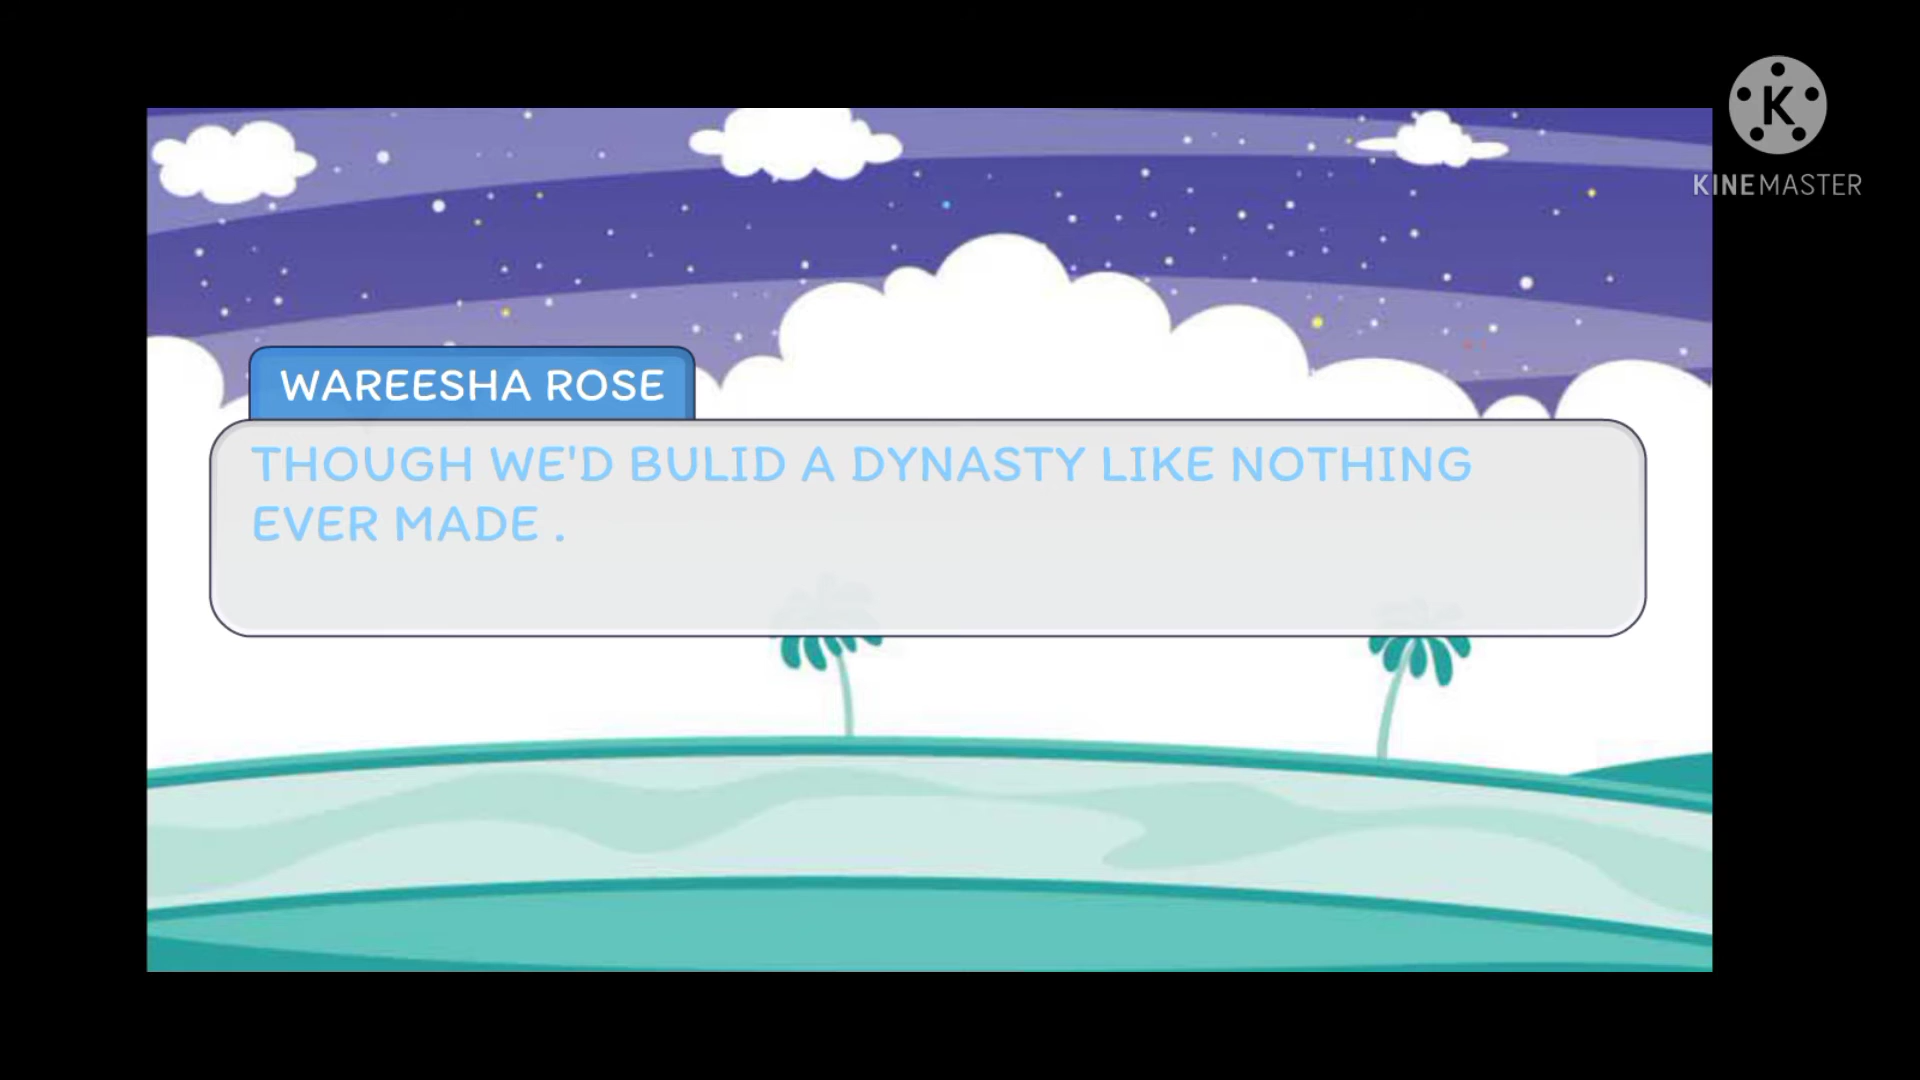 K
KINEMASTER
WAREESHA ROSE
THOUGH WE'D BULID A DYNASTY LIKE NOTHING
EVER MADE .